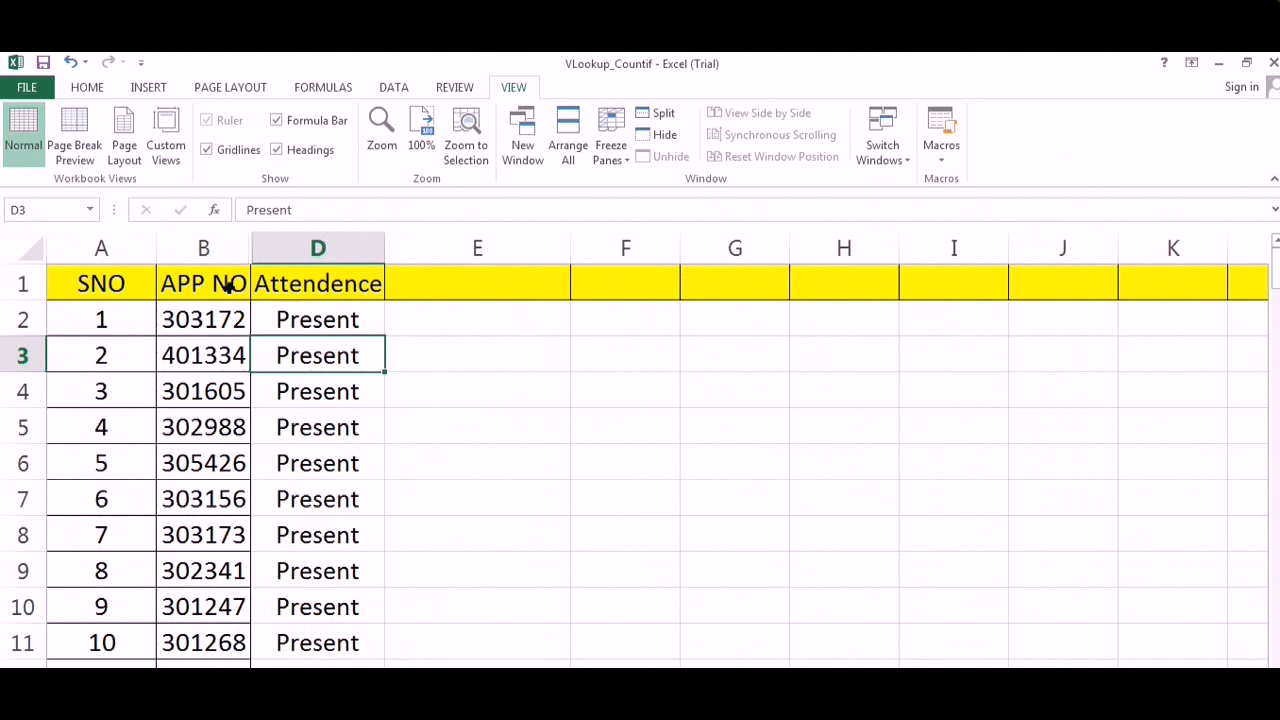 VLookup_Countif - Excel (Trial)
?
FILE HOME INSERT PAGE LAYOUT FORMULAS DATA REVIEW VIEW Sign in
Normal Page Break Preview Page Layout Custom Views
Workbook Views
Ruler Formula Bar
Gridlines Headings
Show
Zoom 100% Zoom to Selection
Zoom
New Window Arrange All Freeze Panes
Split
Hide
Unhide
View Side by Side
Synchronous Scrolling
Reset Window Position
Switch Windows
Window
Macros
Macros
D3 fx Present
A B D E F G H I J K
1 SNO APP NO Attendence
2 1 303172 Present
3 2 401334 Present
4 3 301605 Present
5 4 302988 Present
6 5 305426 Present
7 6 303156 Present
8 7 303173 Present
9 8 302341 Present
10 9 301247 Present
11 10 301268 Present